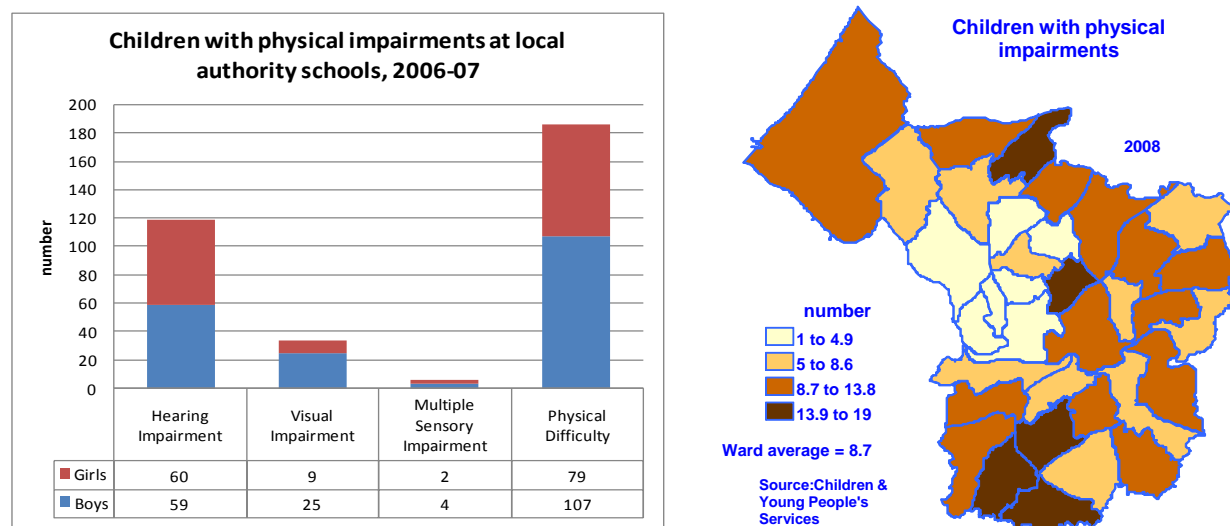 Children with physical impairments at local
authority schools, 2006-07
number
200
180
160
140
120
100
80
60
40
20
0
Hearing
Impairment
Visual
Impairment
Multiple
Sensory
Impairment
Physical
Difficulty
Girls 60 9 2 79
Boys 59 25 4 107
Children with physical
impairments
2008
number
1 to 4.9
5 to 8.6
8.7 to 13.8
13.9 to 19
Ward average = 8.7
Source:Children &
Young People's
Services